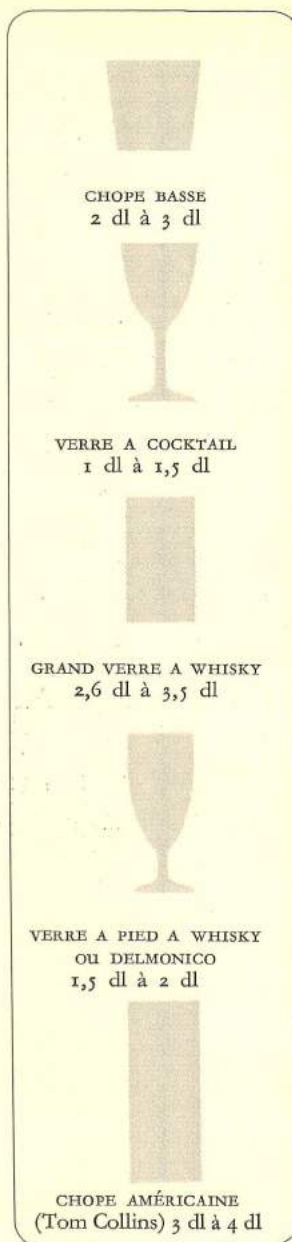 CHOPE BASSE
2 dl à 3 dl
VERRE A COCKTAIL
1 dl à 1,5 dl
GRAND VERRE A WHISKY
2,6 dl à 3,5 dl
VERRE A PIED A WHISKY
OU DELMONICO
1,5 dl à 2 dl
CHOPE AMÉRICAINE
(Tom Collins) 3 dl à 4 dl